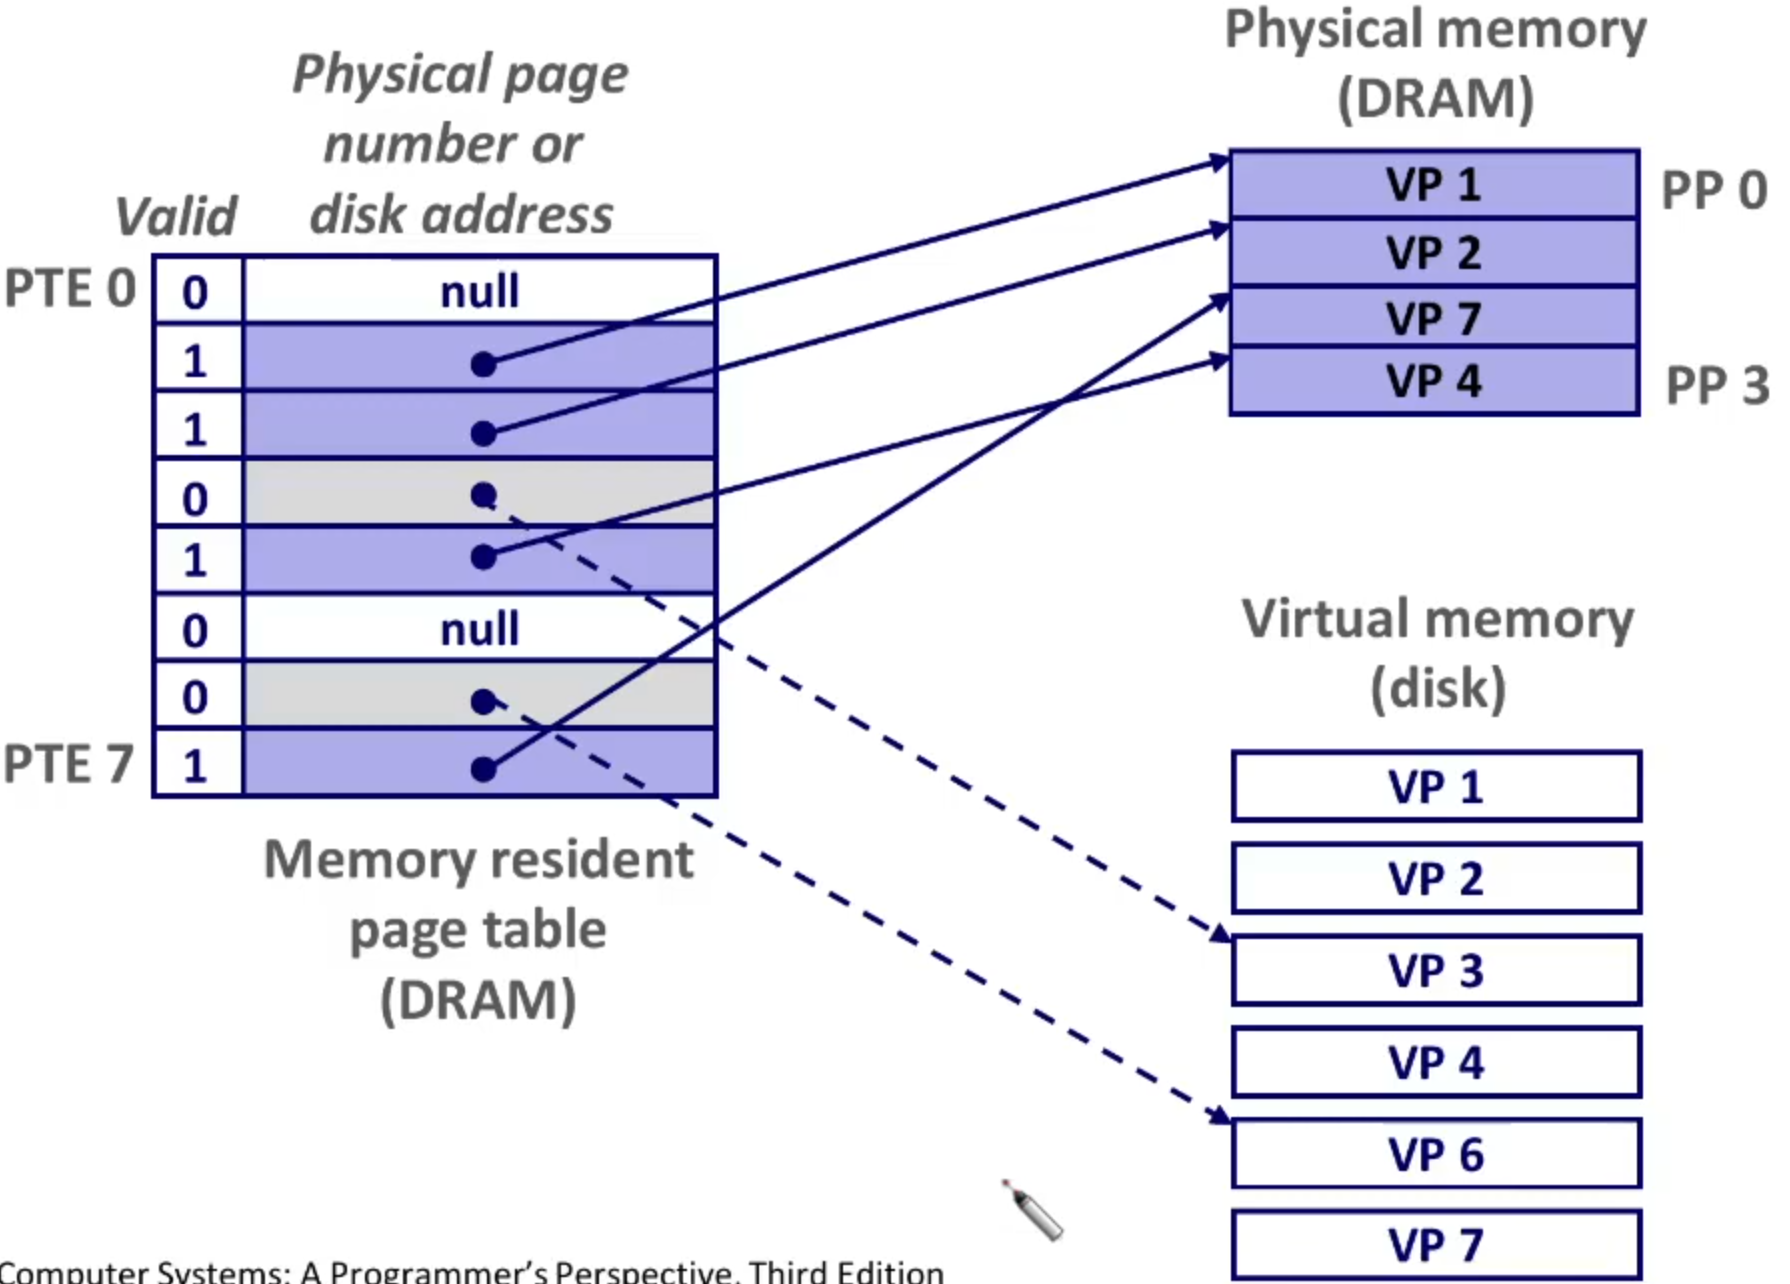 Physical page
number or
disk address
Valid
PTE 0
0
null
1
1
0
1
0
null
0
PTE 7
1
Memory resident
page table
(DRAM)
Physical memory
(DRAM)
VP 1
PP 0
VP 2
VP 7
VP 4
PP 3
Virtual memory
(disk)
VP 1
VP 2
VP 3
VP 4
VP 6
VP 7
Computer Systems: A Programmer's Perspective, Third Edition